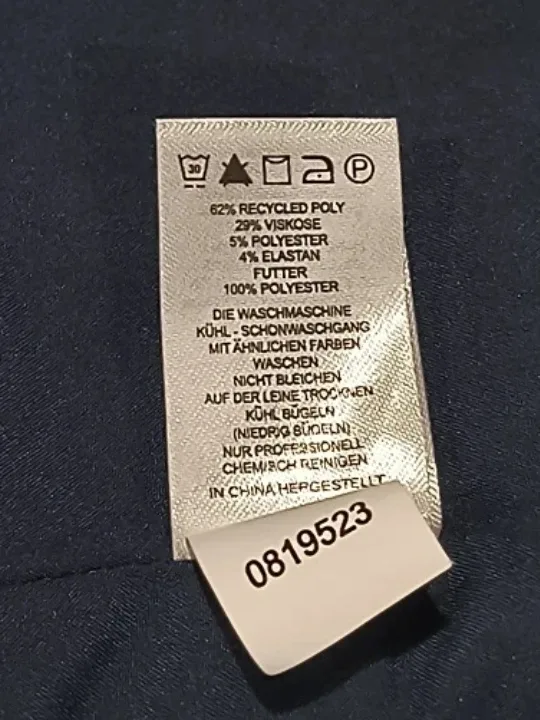 30
P
62% RECYCLED POLY
29% VISKOSE
5% POLYESTER
4% ELASTAN
FUTTER
100% POLYESTER
DIE WASCHMASCHINE
KÜHL - SCHONWASCHGANG
MIT ÄHNLICHEN FARBEN
WASCHEN
NICHT BLEICHEN
AUF DER LEINE TROCKNEN
KÜHL BÜGELN
(NIEDRIG BÜGELN)
NUR PROFESSIONELL
CHEMISCH REINIGEN
IN CHINA HERGESTELLT
0819523